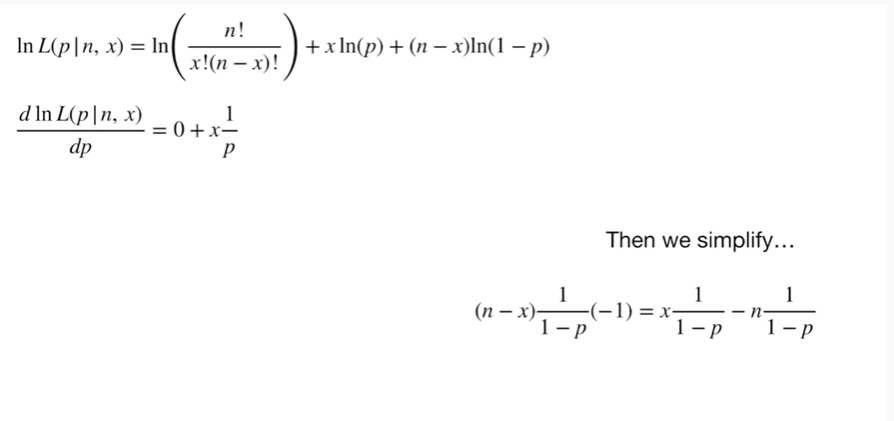 ln L(p|n, x) = ln( n! / x!(n − x)! ) + x ln(p) + (n − x)ln(1 − p)
d ln L(p|n, x) / dp = 0 + x 1/p
Then we simplify…
(n − x) 1/1 − p (−1) = x 1/1 − p − n 1/1 − p